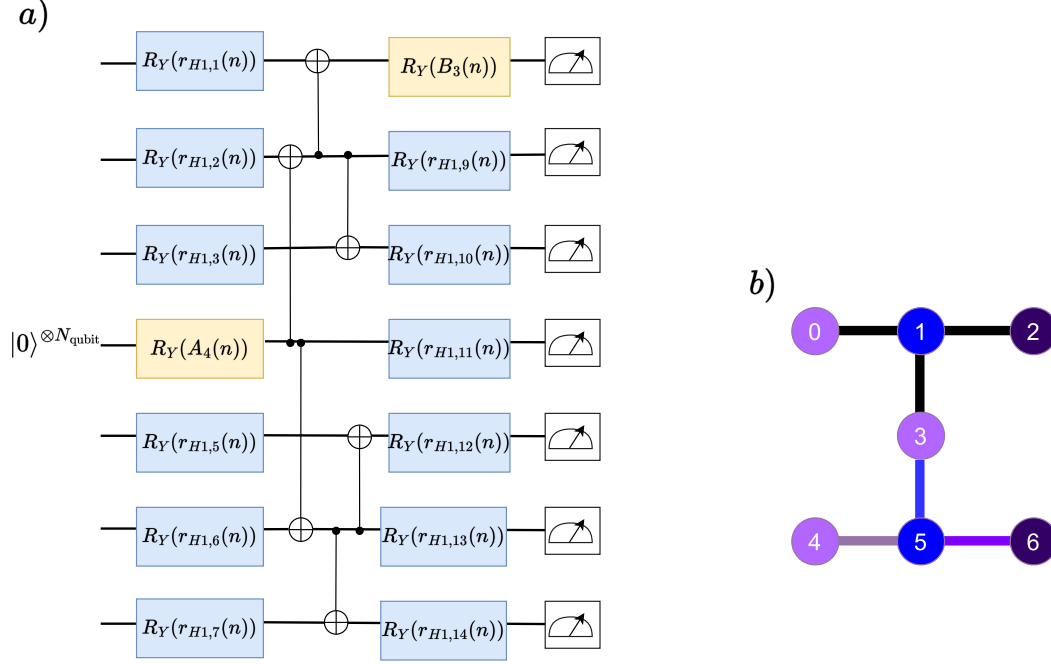 a)
R_Y(r_{H1,1}(n))
R_Y(B_3(n))
R_Y(r_{H1,2}(n))
R_Y(r_{H1,9}(n))
R_Y(r_{H1,3}(n))
R_Y(r_{H1,10}(n))
|0⟩^{⊗N_{qubit}}
R_Y(A_4(n))
R_Y(r_{H1,11}(n))
R_Y(r_{H1,5}(n))
R_Y(r_{H1,12}(n))
R_Y(r_{H1,6}(n))
R_Y(r_{H1,13}(n))
R_Y(r_{H1,7}(n))
R_Y(r_{H1,14}(n))
b)
0 1 2
3
4 5 6